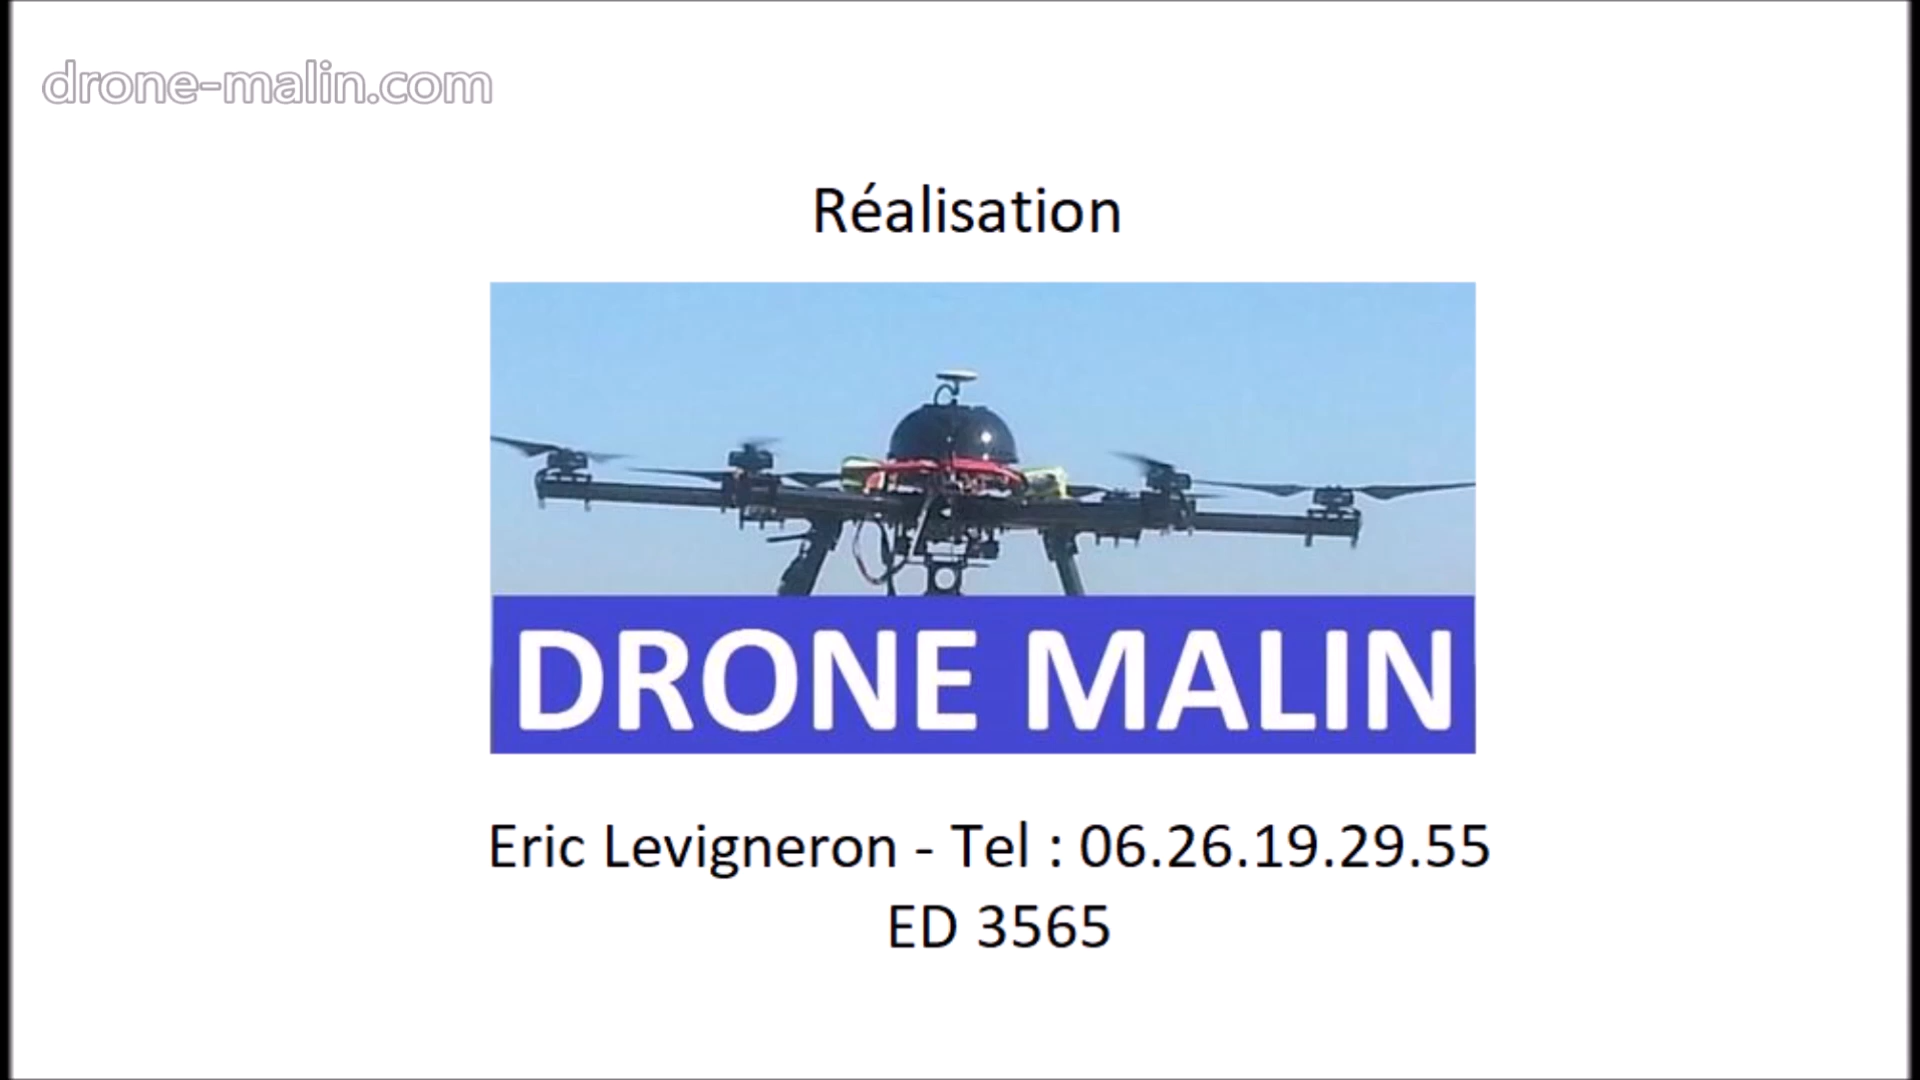 drone-malin.com
Réalisation
DRONE MALIN
Eric Levigneron - Tel : 06.26.19.29.55
ED 3565